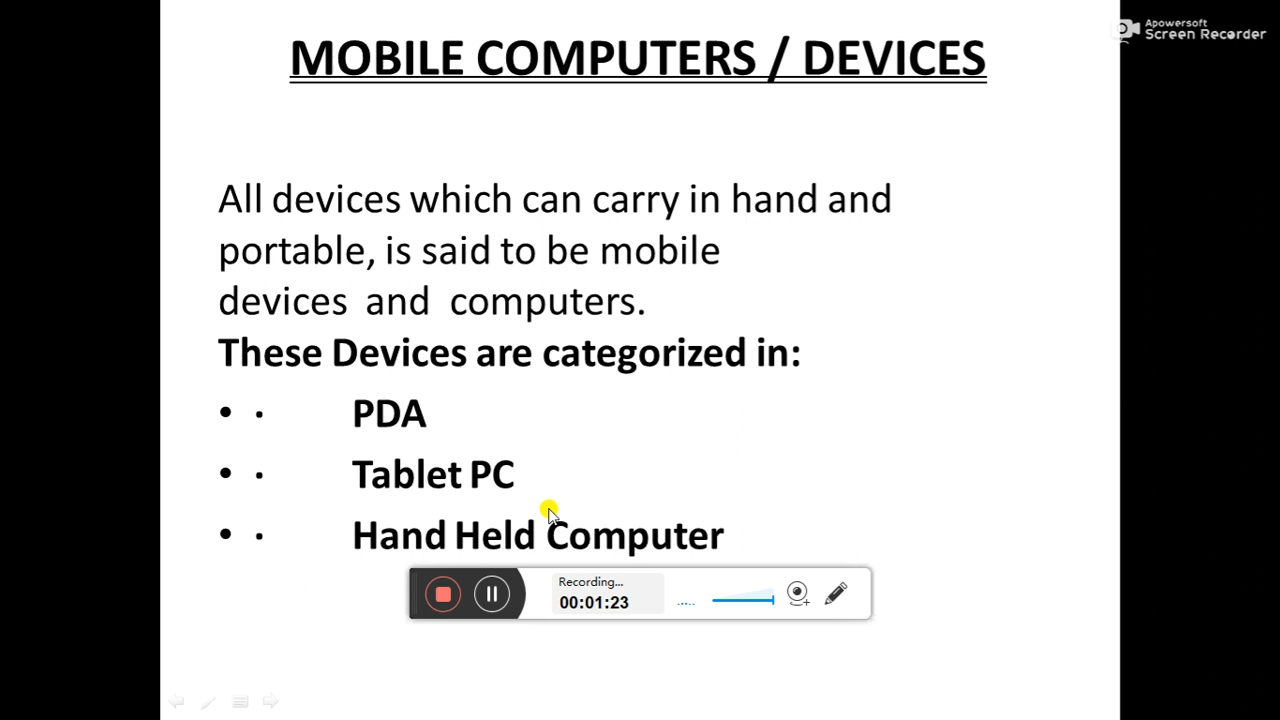 Apowersoft
Screen Recorder
MOBILE COMPUTERS / DEVICES
All devices which can carry in hand and
portable, is said to be mobile
devices and computers.
These Devices are categorized in:
• · PDA
• · Tablet PC
• · Hand Held Computer
Recording...
00:01:23